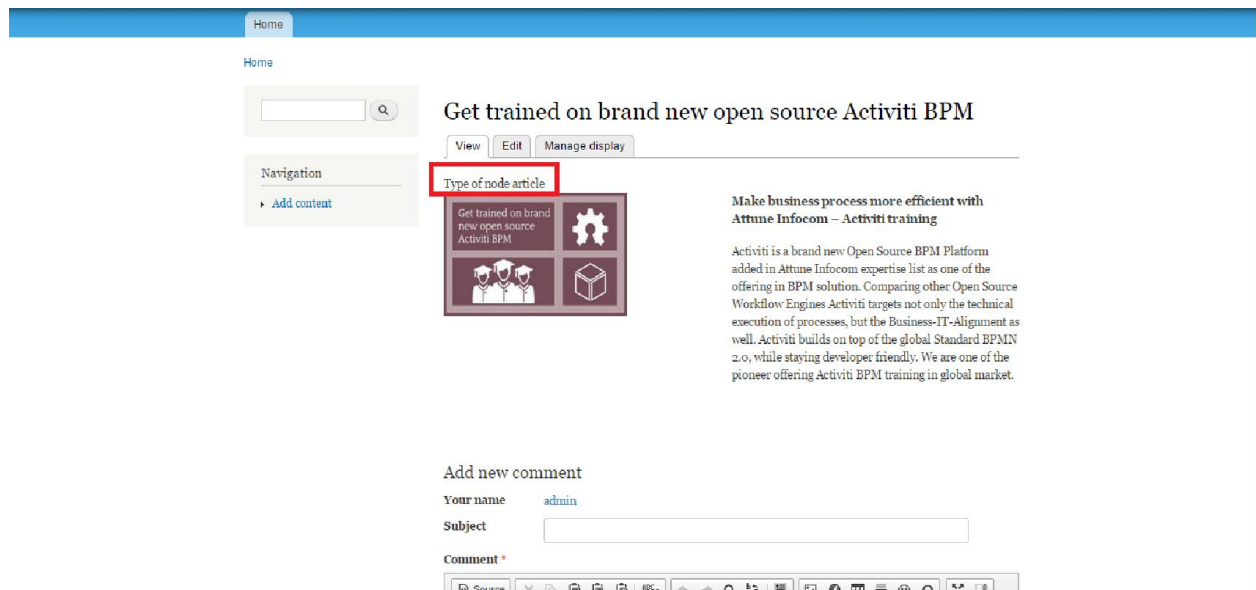 Home
Home
Get trained on brand new open source Activiti BPM
View Edit Manage display
Navigation
Add content
Type of node article
Get trained on brand
new open source
Activiti BPM
Make business process more efficient with
Attune Infocom – Activiti training
Activiti is a brand new Open Source BPM Platform
added in Attune Infocom expertise list as one of the
offering in BPM solution. Comparing other Open Source
Workflow Engines Activiti targets not only the technical
execution of processes, but the Business-IT-Alignment as
well. Activiti builds on top of the global Standard BPMN
2.0, while staying developer friendly. We are one of the
pioneer offering Activiti BPM training in global market.
Add new comment
Your name admin
Subject
Comment *
Source